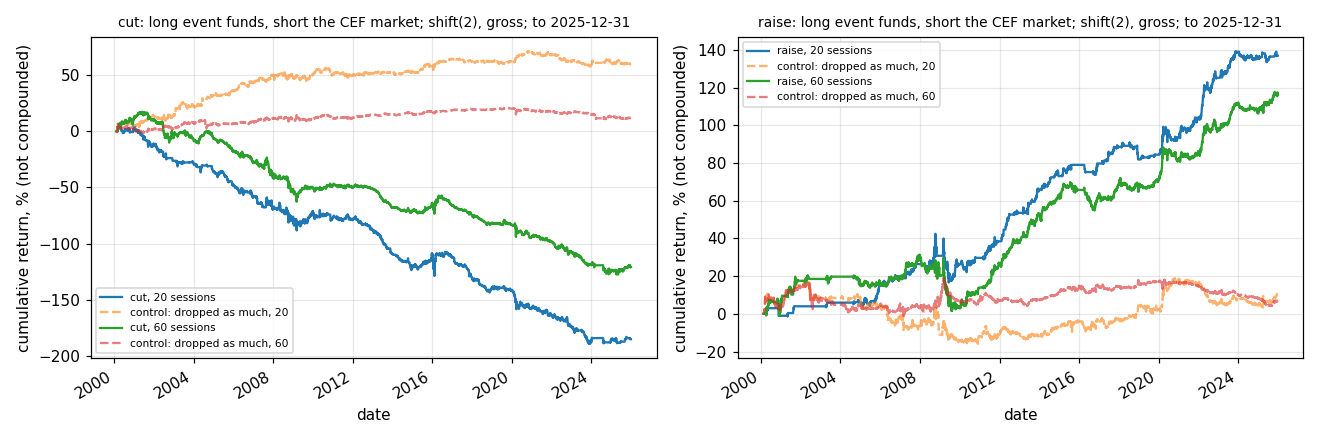 cut: long event funds, short the CEF market; shift(2), gross; to 2025-12-31
cumulative return, % (not compounded)
50
0
−50
−100
−150
−200
cut, 20 sessions
control: dropped as much, 20
cut, 60 sessions
control: dropped as much, 60
2000
2004
2008
2012
2016
2020
2024
date
raise: long event funds, short the CEF market; shift(2), gross; to 2025-12-31
cumulative return, % (not compounded)
140
120
100
80
60
40
20
0
−20
raise, 20 sessions
control: dropped as much, 20
raise, 60 sessions
control: dropped as much, 60
2000
2004
2008
2012
2016
2020
2024
date